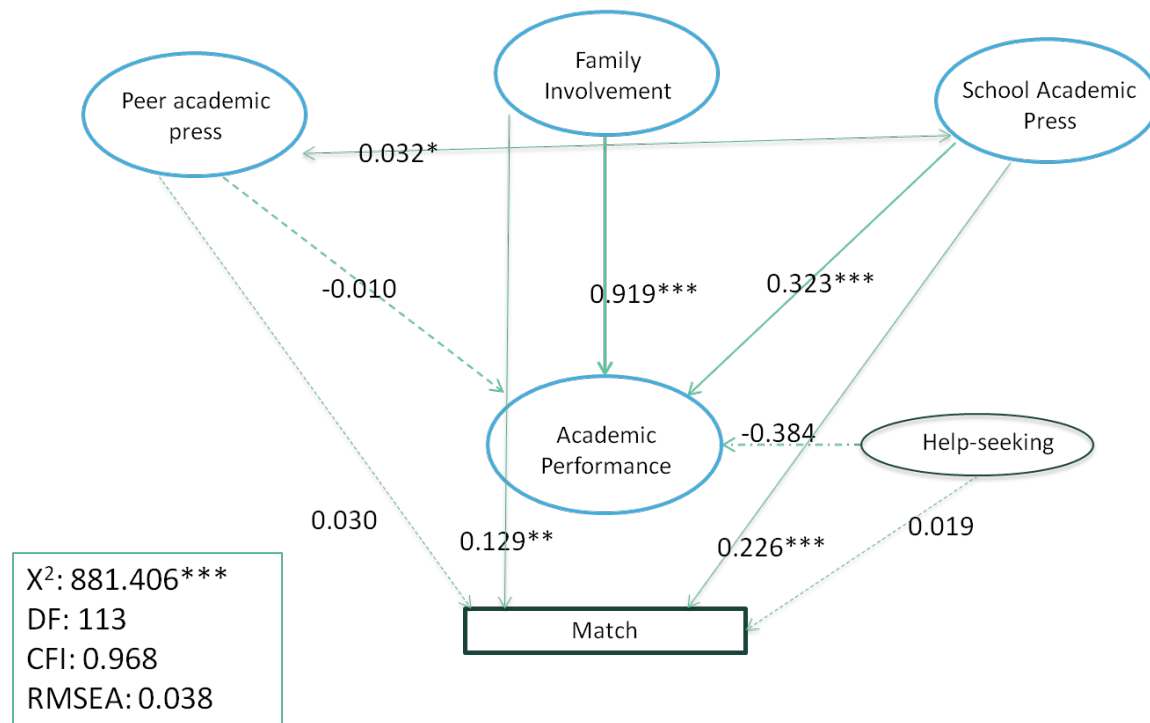 Family
Involvement
Peer academic
press
School Academic
Press
0.032*
-0.010
0.919***
0.323***
Academic
Performance
-0.384
Help-seeking
0.030
0.129**
0.226***
0.019
X²: 881.406***
DF: 113
CFI: 0.968
RMSEA: 0.038
Match